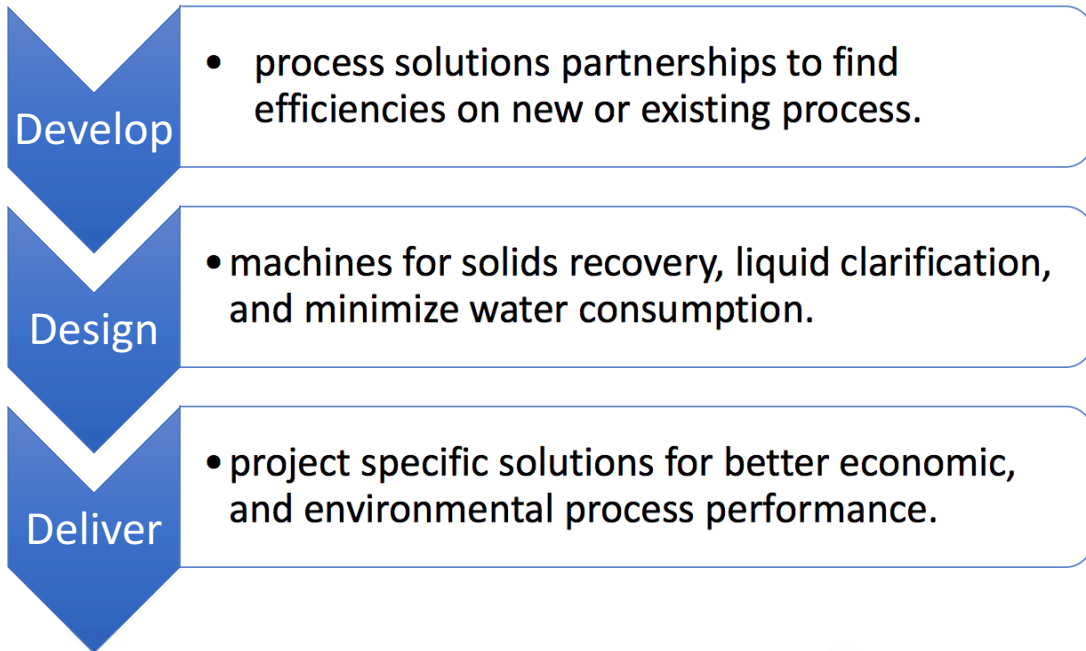 Develop
• process solutions partnerships to find
efficiencies on new or existing process.
Design
• machines for solids recovery, liquid clarification,
and minimize water consumption.
Deliver
• project specific solutions for better economic,
and environmental process performance.